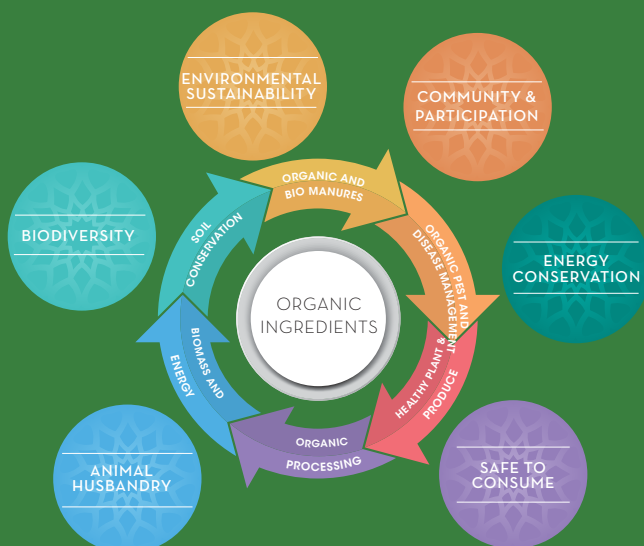 ENVIRONMENTAL
SUSTAINABILITY
COMMUNITY &
PARTICIPATION
BIODIVERSITY
ENERGY
CONSERVATION
ANIMAL
HUSBANDRY
SAFE TO
CONSUME
ORGANIC AND
BIO MANURES
ORGANIC PEST AND
DISEASE MANAGEMENT
HEALTHY PLANT &
PRODUCE
ORGANIC
PROCESSING
BIOMASS AND
ENERGY
SOIL
CONSERVATION
ORGANIC
INGREDIENTS